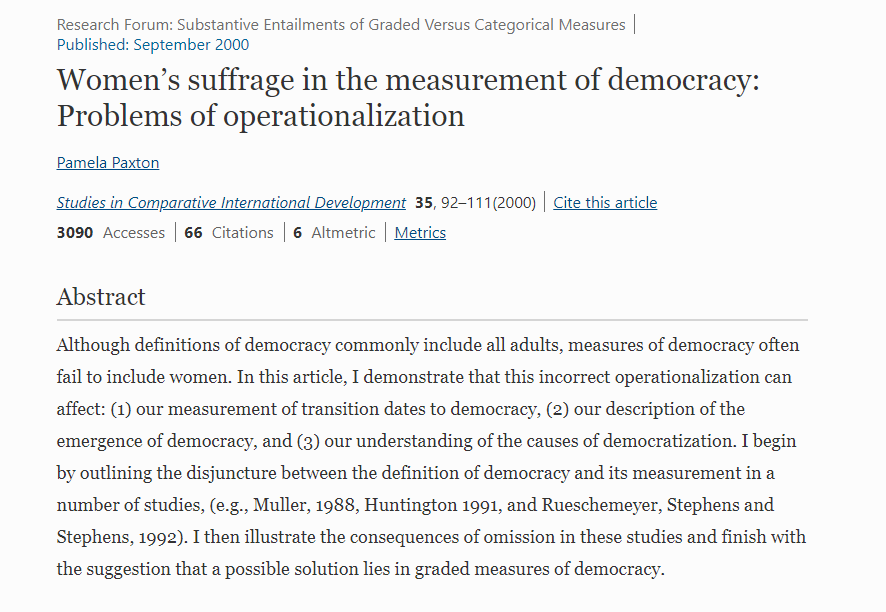 Research Forum: Substantive Entailments of Graded Versus Categorical Measures
Published: September 2000
Women’s suffrage in the measurement of democracy:
Problems of operationalization
Pamela Paxton
Studies in Comparative International Development 35, 92–111(2000) Cite this article
3090 Accesses 66 Citations 6 Altmetric Metrics
Abstract
Although definitions of democracy commonly include all adults, measures of democracy often
fail to include women. In this article, I demonstrate that this incorrect operationalization can
affect: (1) our measurement of transition dates to democracy, (2) our description of the
emergence of democracy, and (3) our understanding of the causes of democratization. I begin
by outlining the disjuncture between the definition of democracy and its measurement in a
number of studies, (e.g., Muller, 1988, Huntington 1991, and Rueschemeyer, Stephens and
Stephens, 1992). I then illustrate the consequences of omission in these studies and finish with
the suggestion that a possible solution lies in graded measures of democracy.